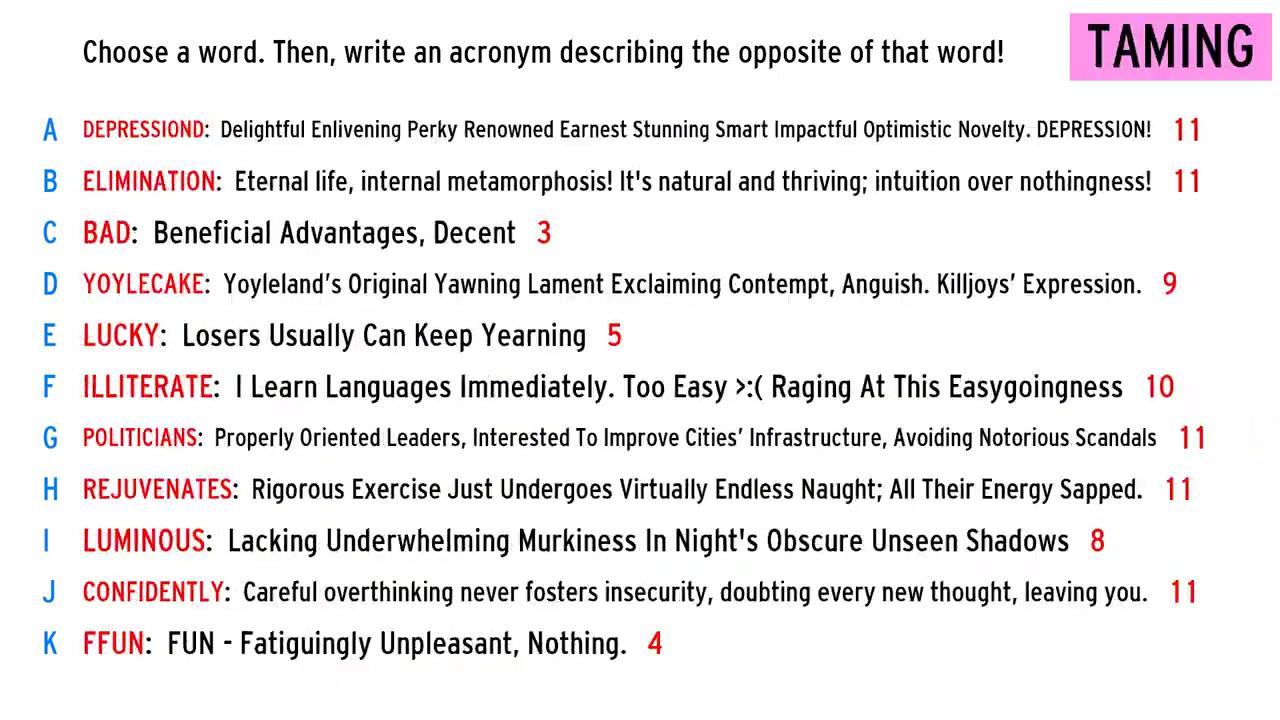 Choose a word. Then, write an acronym describing the opposite of that word!
TAMING
A DEPRESSIOND: Delightful Enlivening Perky Renowned Earnest Stunning Smart Impactful Optimistic Novelty. DEPRESSION! 11
B ELIMINATION: Eternal life, internal metamorphosis! It's natural and thriving; intuition over nothingness! 11
C BAD: Beneficial Advantages, Decent 3
D YOYLECAKE: Yoyleland’s Original Yawning Lament Exclaiming Contempt, Anguish. Killjoys’ Expression. 9
E LUCKY: Losers Usually Can Keep Yearning 5
F ILLITERATE: I Learn Languages Immediately. Too Easy >:( Raging At This Easygoingness 10
G POLITICIANS: Properly Oriented Leaders, Interested To Improve Cities’ Infrastructure, Avoiding Notorious Scandals 11
H REJUVENATES: Rigorous Exercise Just Undergoes Virtually Endless Naught; All Their Energy Sapped. 11
I LUMINOUS: Lacking Underwhelming Murkiness In Night's Obscure Unseen Shadows 8
J CONFIDENTLY: Careful overthinking never fosters insecurity, doubting every new thought, leaving you. 11
K FFUN: FUN - Fatiguingly Unpleasant, Nothing. 4